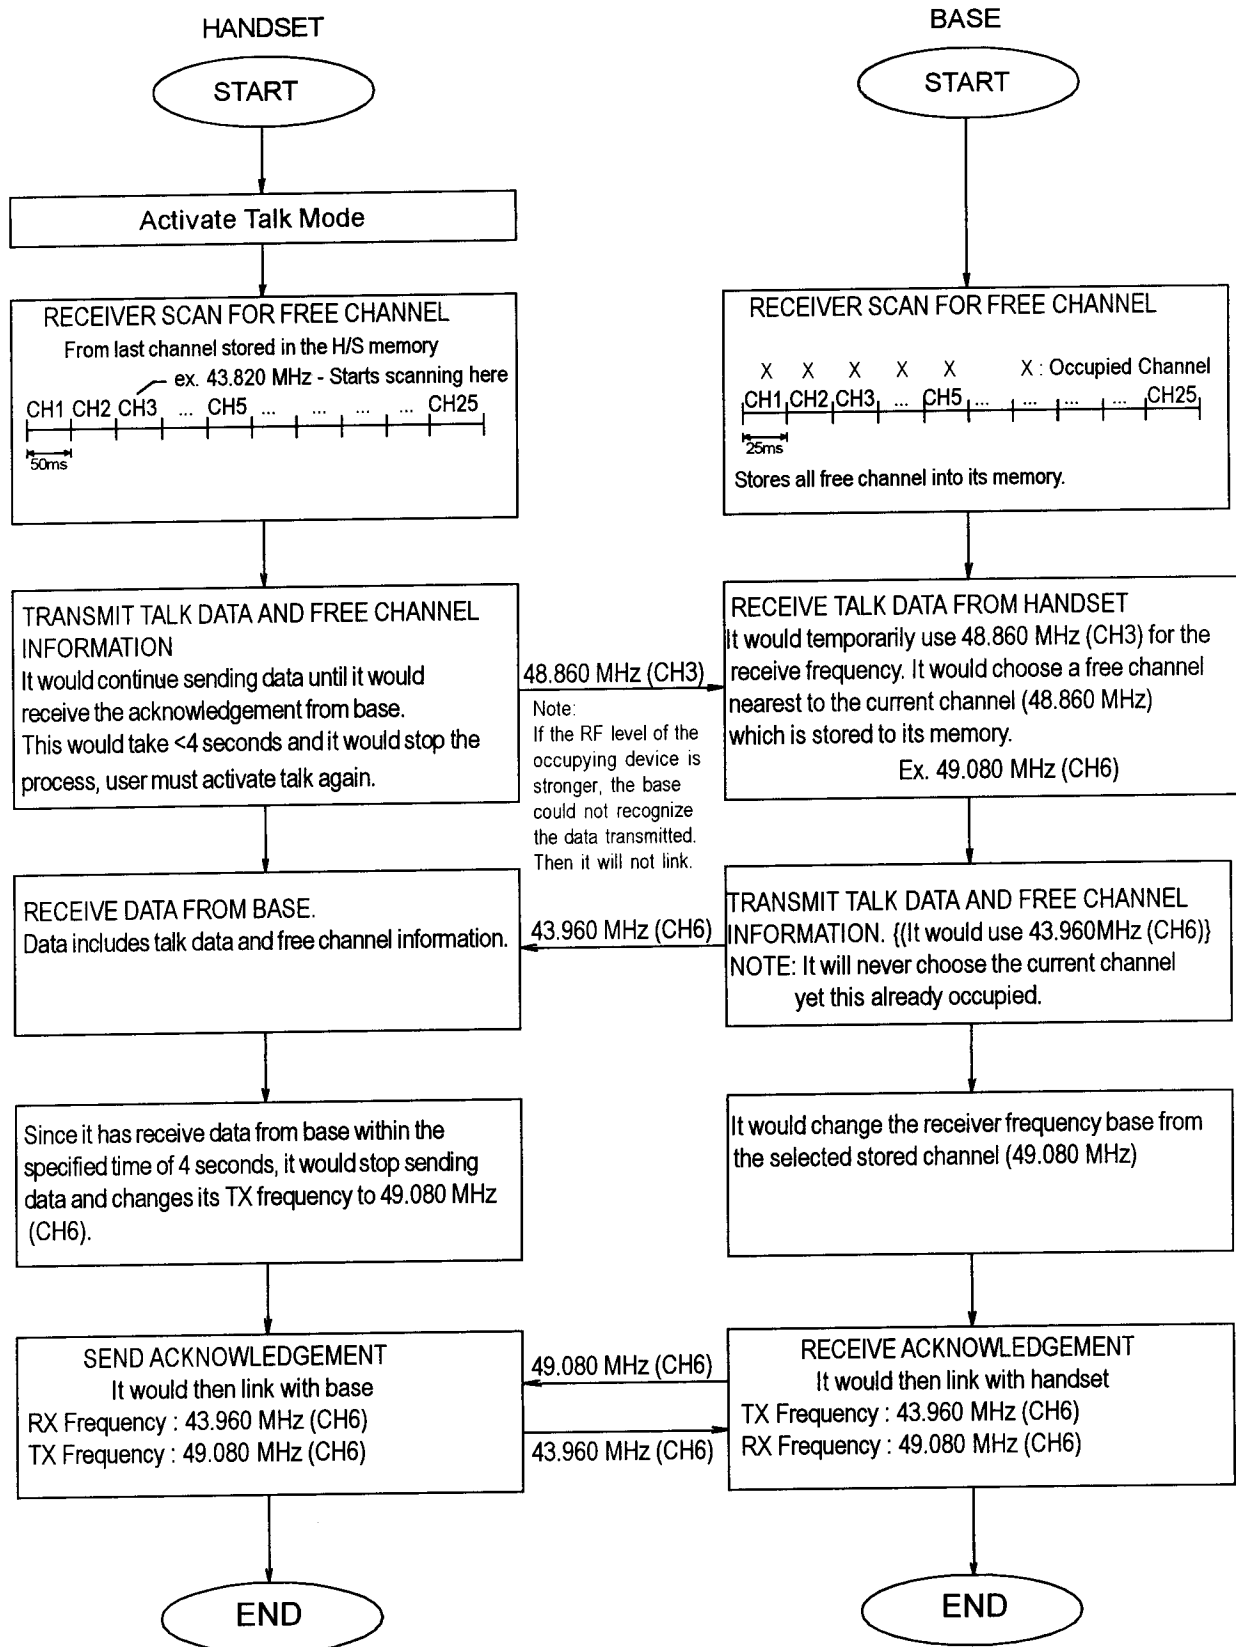 HANDSET
START
Activate Talk Mode
RECEIVER SCAN FOR FREE CHANNEL
From last channel stored in the H/S memory
ex. 43.820 MHz - Starts scanning here
CH1 CH2 CH3 ... CH5 ... ... ... ... CH25
50ms
TRANSMIT TALK DATA AND FREE CHANNEL
INFORMATION
It would continue sending data until it would
receive the acknowledgement from base.
This would take <4 seconds and it would stop the
process, user must activate talk again.
48.860 MHz (CH3)
Note:
If the RF level of the
occupying device is
stronger, the base
could not recognize
the data transmitted.
Then it will not link.
RECEIVE DATA FROM BASE.
Data includes talk data and free channel information.
43.960 MHz (CH6)
Since it has receive data from base within the
specified time of 4 seconds, it would stop sending
data and changes its TX frequency to 49.080 MHz
(CH6).
SEND ACKNOWLEDGEMENT
It would then link with base
RX Frequency : 43.960 MHz (CH6)
TX Frequency : 49.080 MHz (CH6)
49.080 MHz (CH6)
43.960 MHz (CH6)
END
BASE
START
RECEIVER SCAN FOR FREE CHANNEL
X X X X X X : Occupied Channel
CH1 CH2 CH3 ... CH5 ... ... ... ... CH25
25ms
Stores all free channel into its memory.
RECEIVE TALK DATA FROM HANDSET
It would temporarily use 48.860 MHz (CH3) for the
receive frequency. It would choose a free channel
nearest to the current channel (48.860 MHz)
which is stored to its memory.
Ex. 49.080 MHz (CH6)
TRANSMIT TALK DATA AND FREE CHANNEL
INFORMATION. {(It would use 43.960MHz (CH6)}
NOTE: It will never choose the current channel
yet this already occupied.
It would change the receiver frequency base from
the selected stored channel (49.080 MHz)
RECEIVE ACKNOWLEDGEMENT
It would then link with handset
TX Frequency : 43.960 MHz (CH6)
RX Frequency : 49.080 MHz (CH6)
END